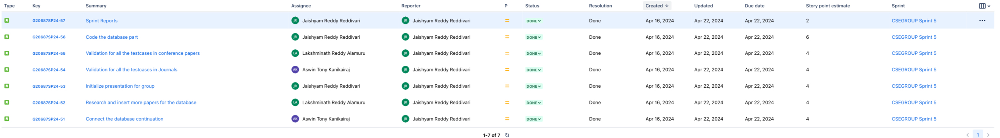 Type Key Summary Assignee Reporter P Status Resolution Created ↓ Updated Due date Story point estimate Sprint
G20687SP24-57 Sprint Reports JR Jaishyam Reddy Reddivari JR Jaishyam Reddy Reddivari DONE Done Apr 16, 2024 Apr 22, 2024 Apr 22, 2024 2 CSEGROUP Sprint 5 •••
G20687SP24-56 Code the database part JR Jaishyam Reddy Reddivari JR Jaishyam Reddy Reddivari DONE Done Apr 16, 2024 Apr 22, 2024 Apr 22, 2024 6 CSEGROUP Sprint 5
G20687SP24-55 Validation for all the testcases in conference papers LA Lakshminath Reddy Alamuru JR Jaishyam Reddy Reddivari DONE Done Apr 16, 2024 Apr 22, 2024 Apr 22, 2024 4 CSEGROUP Sprint 5
G20687SP24-54 Validation for all the testcases in Journals AK Aswin Tony Kanikairaj JR Jaishyam Reddy Reddivari DONE Done Apr 16, 2024 Apr 22, 2024 Apr 22, 2024 4 CSEGROUP Sprint 5
G20687SP24-53 Initialize presentation for group JR Jaishyam Reddy Reddivari JR Jaishyam Reddy Reddivari DONE Done Apr 16, 2024 Apr 22, 2024 Apr 22, 2024 4 CSEGROUP Sprint 5
G20687SP24-52 Research and insert more papers for the database LA Lakshminath Reddy Alamuru JR Jaishyam Reddy Reddivari DONE Done Apr 16, 2024 Apr 22, 2024 Apr 22, 2024 4 CSEGROUP Sprint 5
G20687SP24-51 Connect the database continuation AK Aswin Tony Kanikairaj JR Jaishyam Reddy Reddivari DONE Done Apr 16, 2024 Apr 22, 2024 Apr 22, 2024 4 CSEGROUP Sprint 5
1-7 of 7 < 1 >